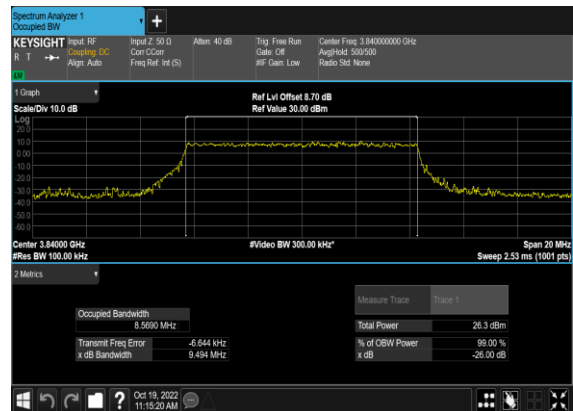 Spectrum Analyzer 1
Occupied BW
+
KEYSIGHT Input: RF Input Z: 50 Ω Atten: 40 dB Trig: Free Run Center Freq: 3.840000000 GHz
R T Coupling: DC Corr CCorr Gate: Off Avg|Hold: 500/500
Align: Auto Freq Ref: Int (S) #IF Gain: Low Radio Std: None
1 Graph
Ref Lvl Offset 8.70 dB
Scale/Div 10.0 dB Ref Value 30.00 dBm
Log
20.0
10.0
0.00
-10.0
-20.0
-30.0
-40.0
-50.0
-60.0
Center 3.84000 GHz #Video BW 300.00 kHz* Span 20 MHz
#Res BW 100.00 kHz Sweep 2.53 ms (1001 pts)
2 Metrics
Measure Trace Trace 1
Occupied Bandwidth
8.5690 MHz Total Power 26.3 dBm
Transmit Freq Error -6.644 kHz % of OBW Power 99.00 %
x dB Bandwidth 9.494 MHz x dB -26.00 dB
? Oct 19, 2022
11:15:20 AM